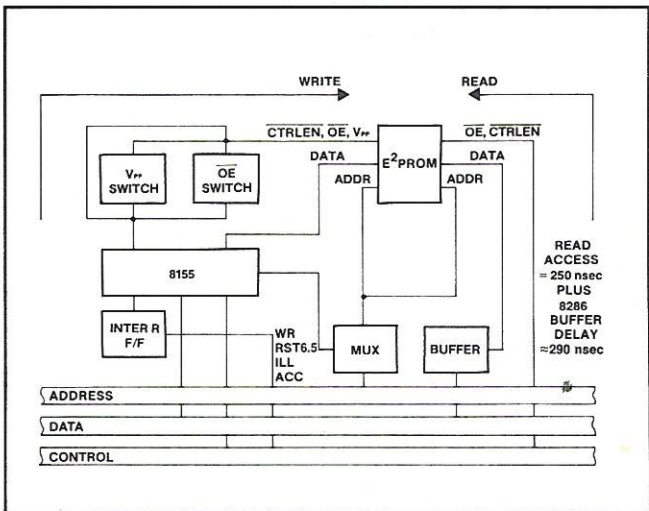 WRITE
READ
CTRLEN, OE, VPP
OE, CTRLEN
DATA
DATA
ADDR
ADDR
E²PROM
VPP
SWITCH
OE
SWITCH
8155
INTER R
F/F
WR
RST6.5
ILL
ACC
MUX
BUFFER
READ
ACCESS
= 250 nsec
PLUS
8286
BUFFER
DELAY
≈290 nsec
ADDRESS
DATA
CONTROL